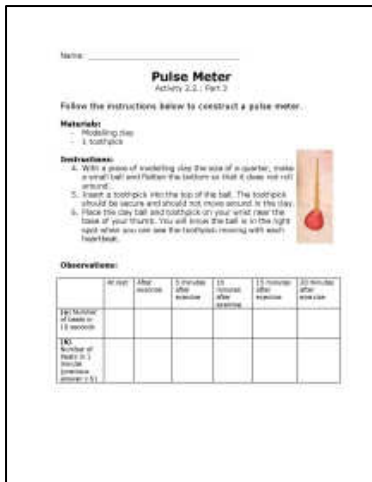 Name:
Pulse Meter
Activity 2.2.: Part 2
Follow the instructions below to construct a pulse meter.
Materials:
- Modelling clay
- 1 toothpick
Instructions:
4. With a piece of modelling clay the size of a quarter, make
a small ball and flatten the bottom so that it does not roll
around.
5. Insert a toothpick into the top of the ball. The toothpick
should be secure and should not move around in the clay.
6. Place the clay ball and toothpick on your wrist near the
base of your thumb. You will know the ball is in the right
spot when you can see the toothpick moving with each
heartbeat.
Observations:
At rest
After
exercise
5 minutes
after
exercise
10
minutes
after
exercise
15 minutes
after
exercise
20 minutes
after
exercise
(a) Number
of beats in
10 seconds
(b)
Number of
beats in 1
minute
(previous
answer x 6)